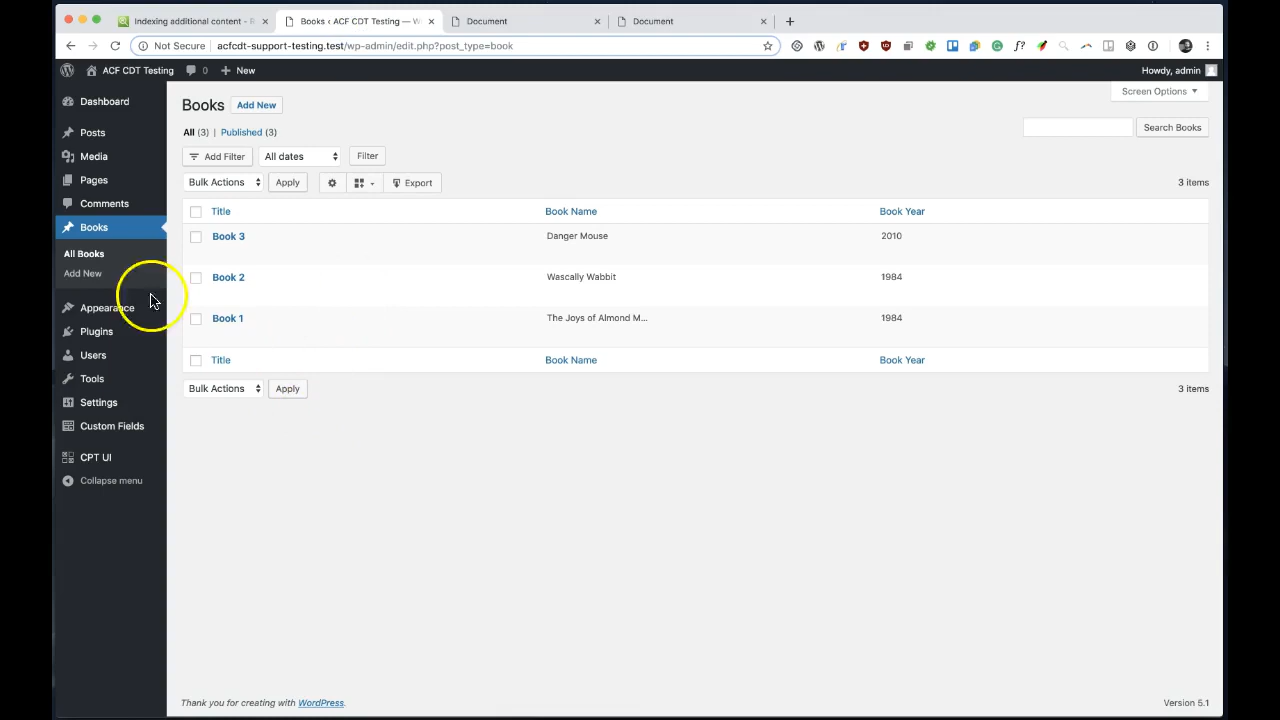 Indexing additional content - R
Books ‹ ACF CDT Testing — W
Document
Document
Not Secure
acfcdt-support-testing.test/wp-admin/edit.php?post_type=book
ACF CDT Testing
0
New
Howdy, admin
Dashboard
Posts
Media
Pages
Comments
Books
All Books
Add New
Appearance
Plugins
Users
Tools
Settings
Custom Fields
CPT UI
Collapse menu
Books
Add New
Screen Options
All (3) | Published (3)
Search Books
Add Filter
All dates
Filter
Bulk Actions
Apply
Export
3 items
Title Book Name Book Year
Book 3 Danger Mouse 2010
Book 2 Wascally Wabbit 1984
Book 1 The Joys of Almond M... 1984
Title Book Name Book Year
Bulk Actions
Apply
3 items
Thank you for creating with WordPress.
Version 5.1